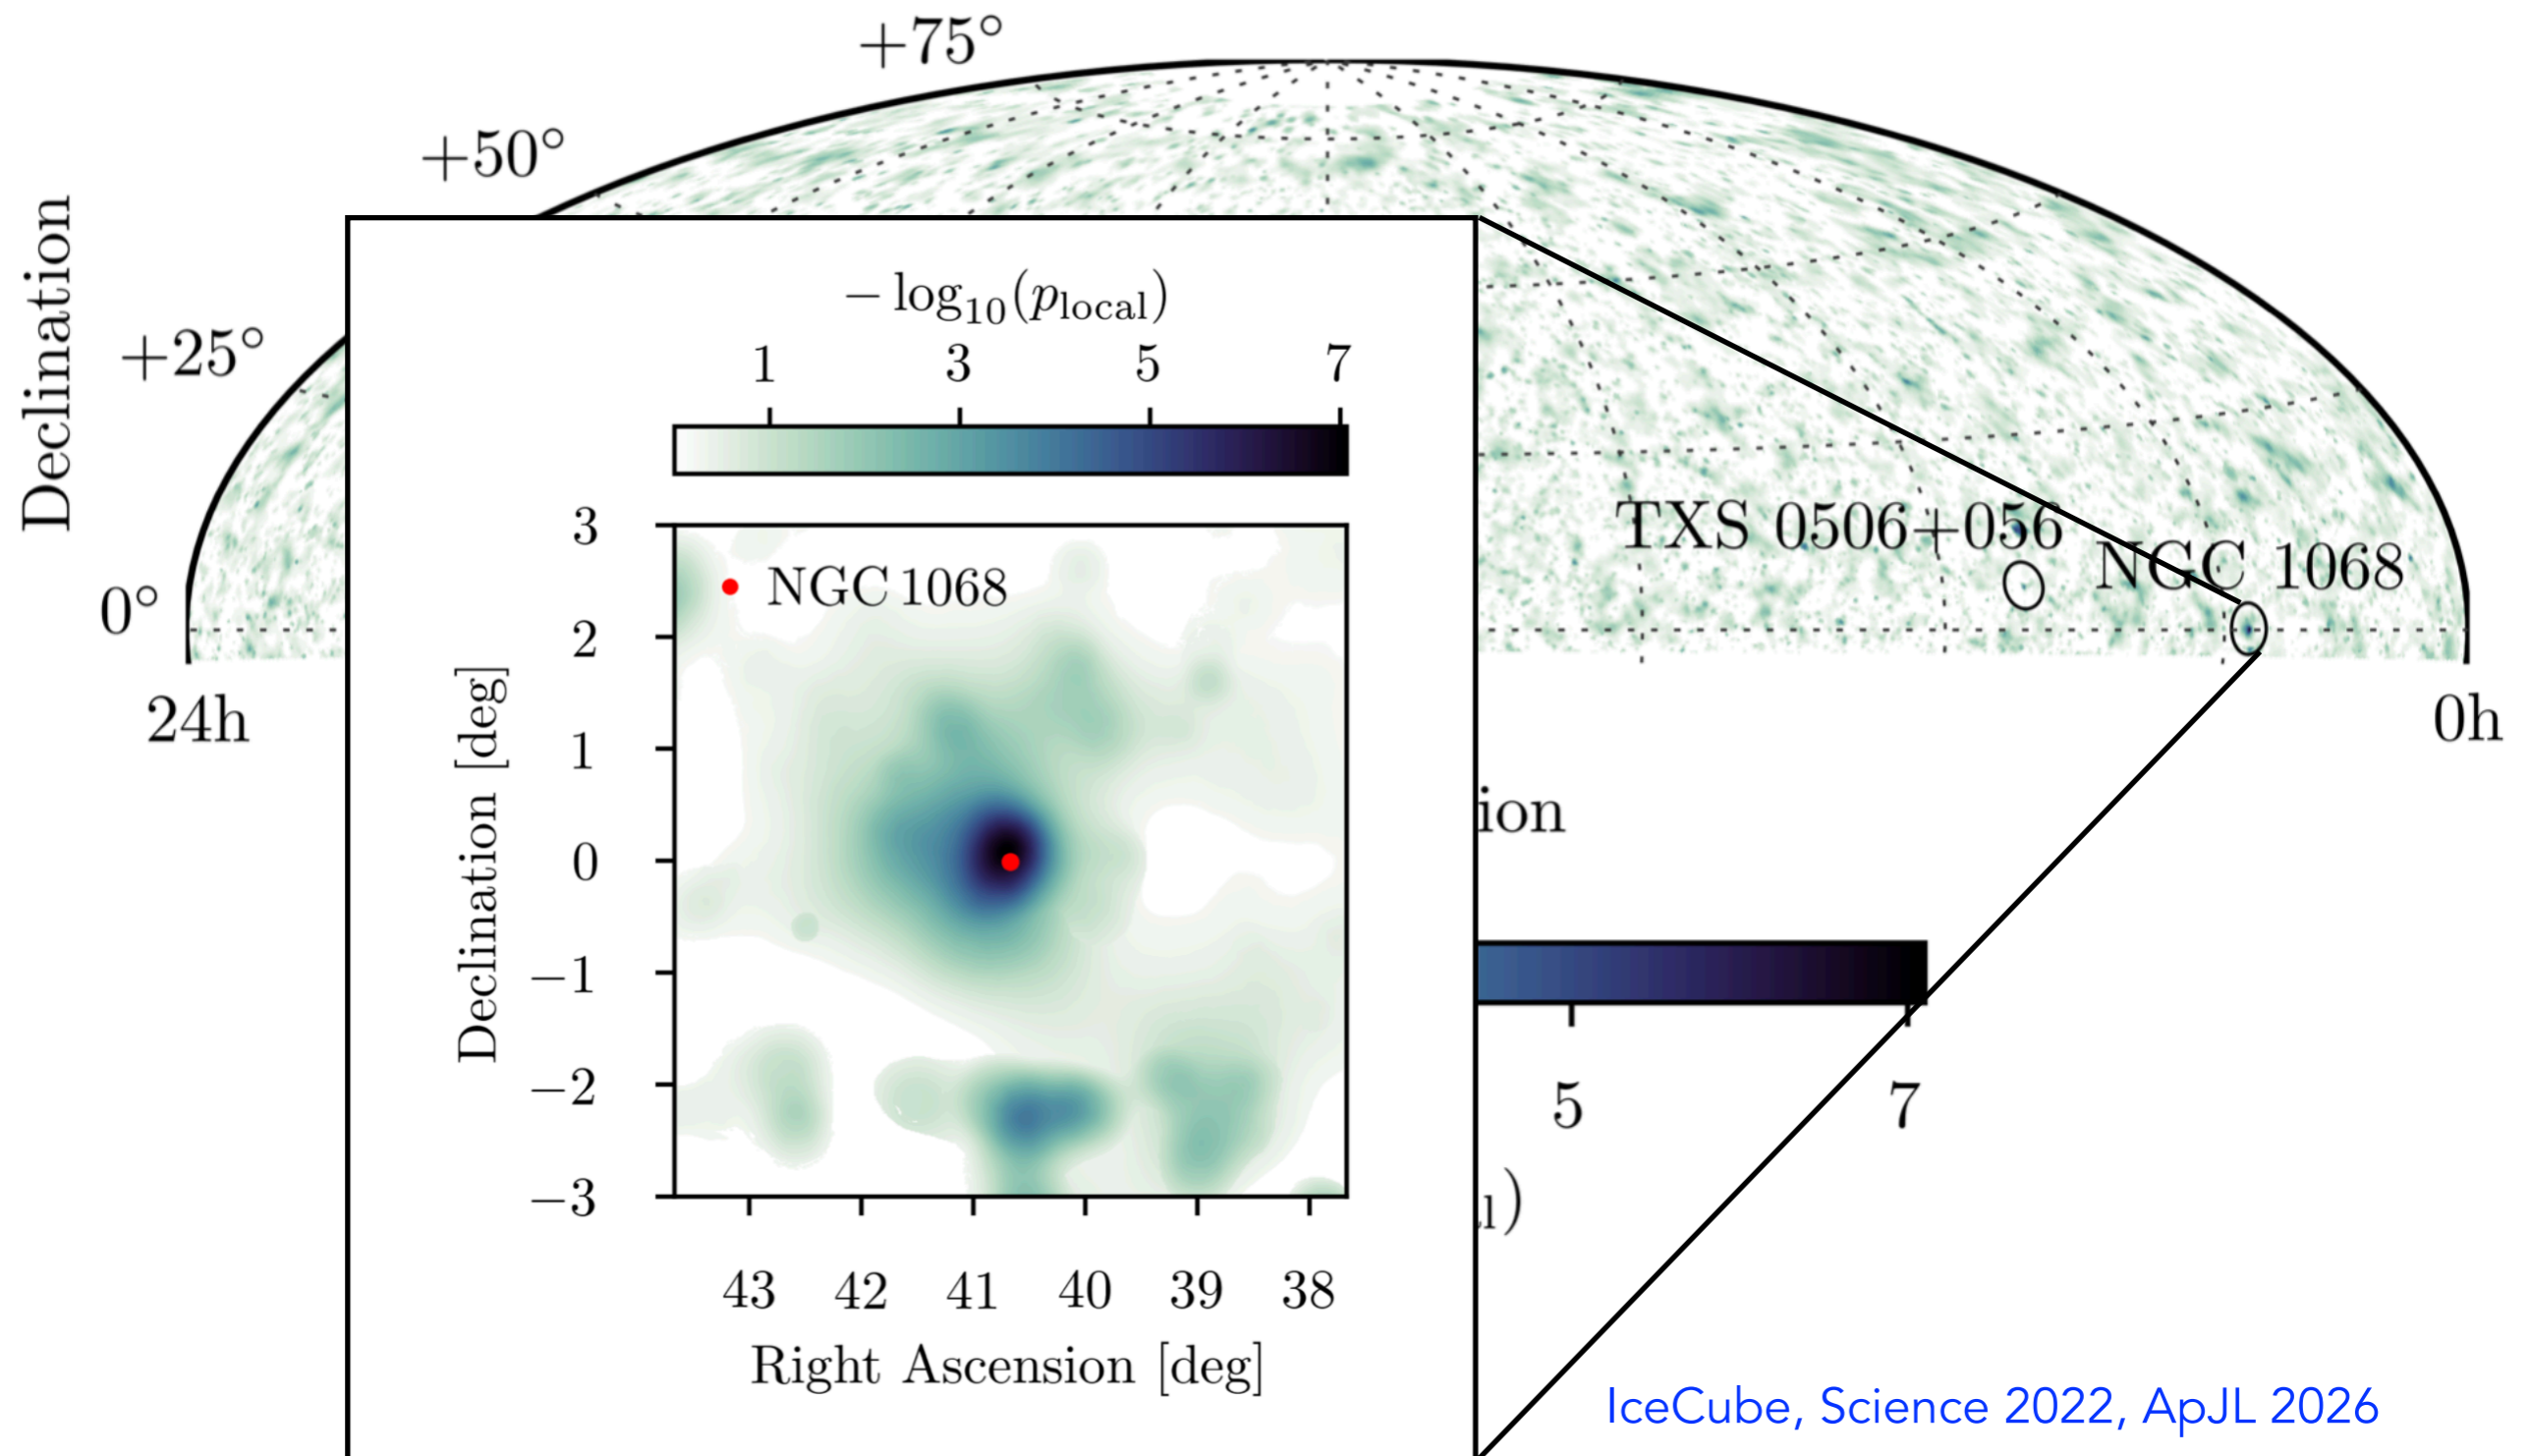 +75°
+50°
+25°
0°
Declination
24h
0h
TXS 0506+056
NGC 1068
− log10(plocal)
1 3 5 7
NGC 1068
3
2
1
0
−1
−2
−3
Declination [deg]
43 42 41 40 39 38
Right Ascension [deg]
ion
5 7
l)
IceCube, Science 2022, ApJL 2026